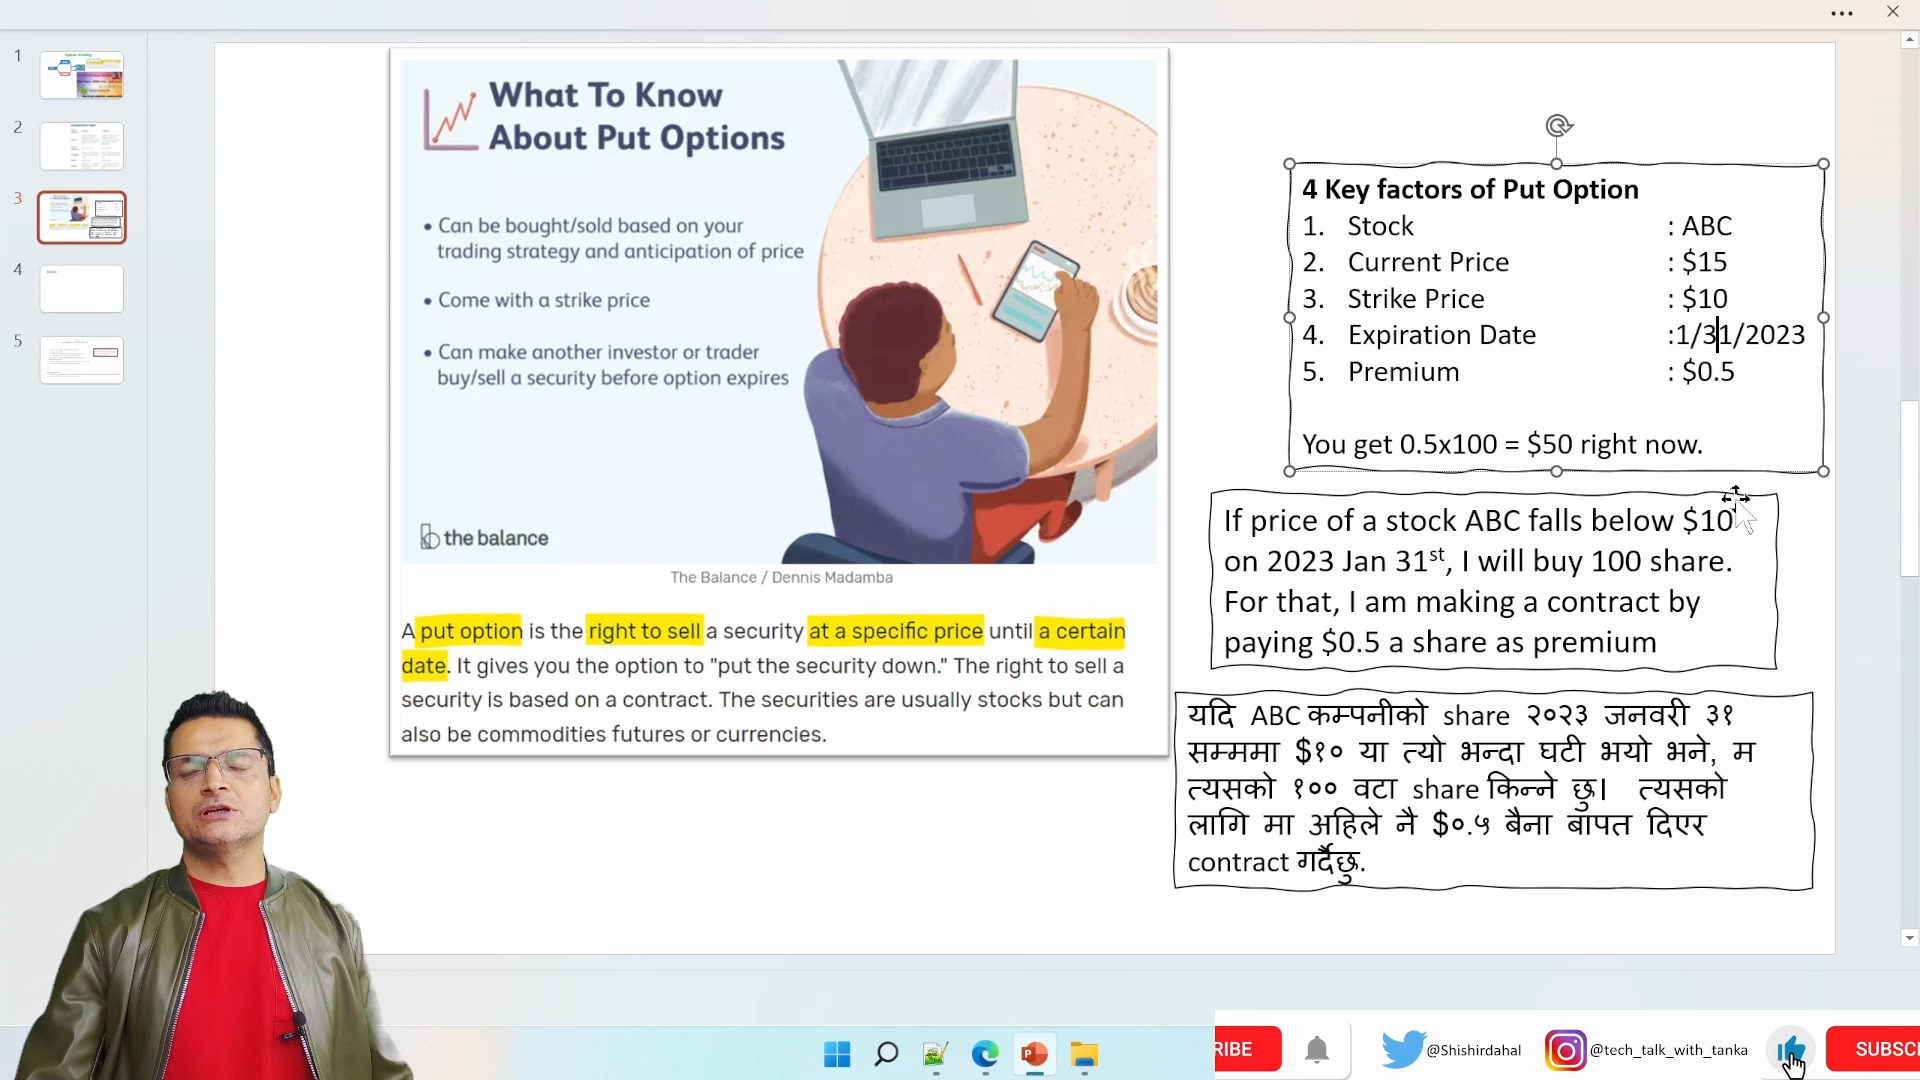 1
2
3
4
5
What To Know
About Put Options
• Can be bought/sold based on your
trading strategy and anticipation of price
• Come with a strike price
• Can make another investor or trader
buy/sell a security before option expires
the balance
The Balance / Dennis Madamba
A put option is the right to sell a security at a specific price until a certain
date. It gives you the option to "put the security down." The right to sell a
security is based on a contract. The securities are usually stocks but can
also be commodities futures or currencies.
4 Key factors of Put Option
1. Stock : ABC
2. Current Price : $15
3. Strike Price : $10
4. Expiration Date :1/31/2023
5. Premium : $0.5
You get 0.5x100 = $50 right now.
If price of a stock ABC falls below $10
on 2023 Jan 31st, I will buy 100 share.
For that, I am making a contract by
paying $0.5 a share as premium
यदि ABC कम्पनीको share २०२३ जनवरी ३१
सम्ममा $१० या त्यो भन्दा घटी भयो भने, म
त्यसको १०० वटा share किन्ने छु। त्यसको
लागि मा अहिले नै $०.५ बैना बापत दिएर
contract गर्दैछु.
RIBE
@Shishirdahal
@tech_talk_with_tanka
SUBSC